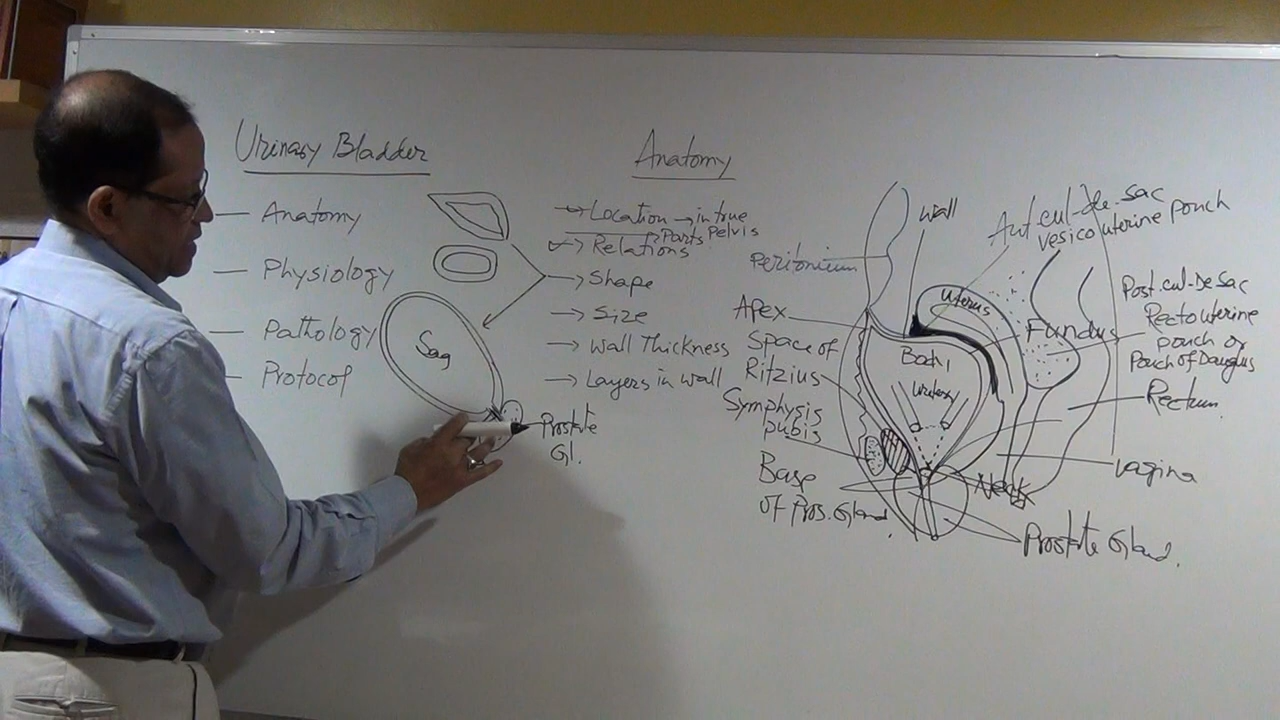 Urinary Bladder
Anatomy
Physiology
Pathology
Protocol
Sag
Prostate
Gl.
Anatomy
Location → in true
Parts Pelvis
Relations
Shape
Size
Wall Thickness
Layers in wall
Wall
Peritonium
Apex
Space of
Ritzius
Symphysis
pubis
Base
of Pros. Gland.
Ant cul-De-sac
vesico uterine pouch
uterus
Fundus
Body
Neck
Post. cul-De Sac
Recto uterine
pouch or
Pouch of Dauglus
Rectum
vagina
Prostate Gland.